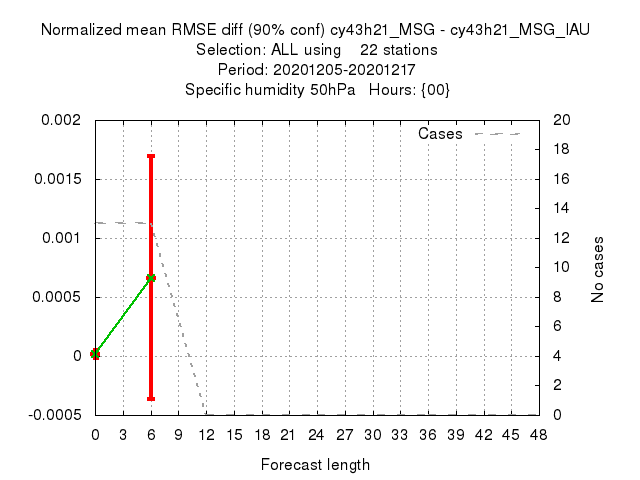 Normalized mean RMSE diff (90% conf) cy43h21_MSG - cy43h21_MSG_IAU
Selection: ALL using    22 stations
Period: 20201205-20201217
Specific humidity 50hPa   Hours: {00}
0.002
0.0015
0.001
0.0005
0
-0.0005
Cases
20
18
16
14
12
10
8
6
4
2
0
No cases
0 3 6 9 12 15 18 21 24 27 30 33 36 39 42 45 48
Forecast length